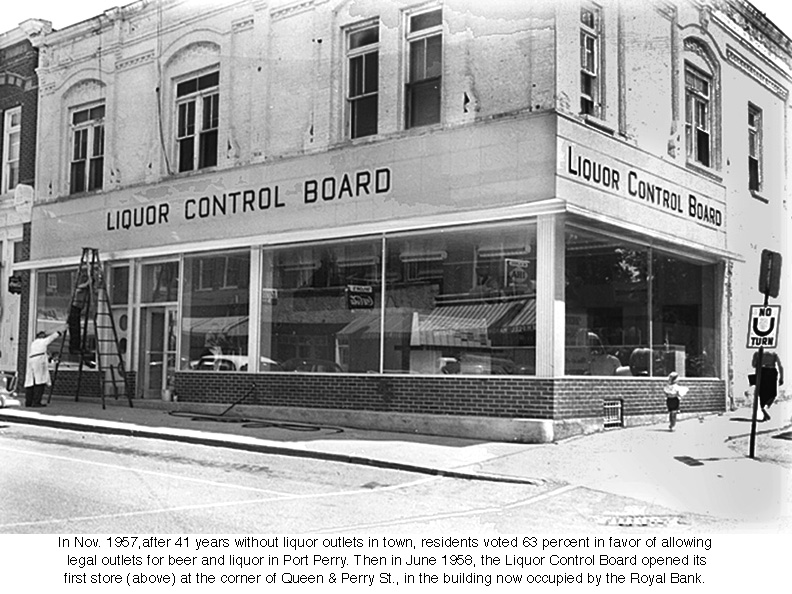 LIQUOR CONTROL BOARD
LIQUOR CONTROL BOARD
NO
U
TURN
In Nov. 1957,after 41 years without liquor outlets in town, residents voted 63 percent in favor of allowing
legal outlets for beer and liquor in Port Perry. Then in June 1958, the Liquor Control Board opened its
first store (above) at the corner of Queen & Perry St., in the building now occupied by the Royal Bank.